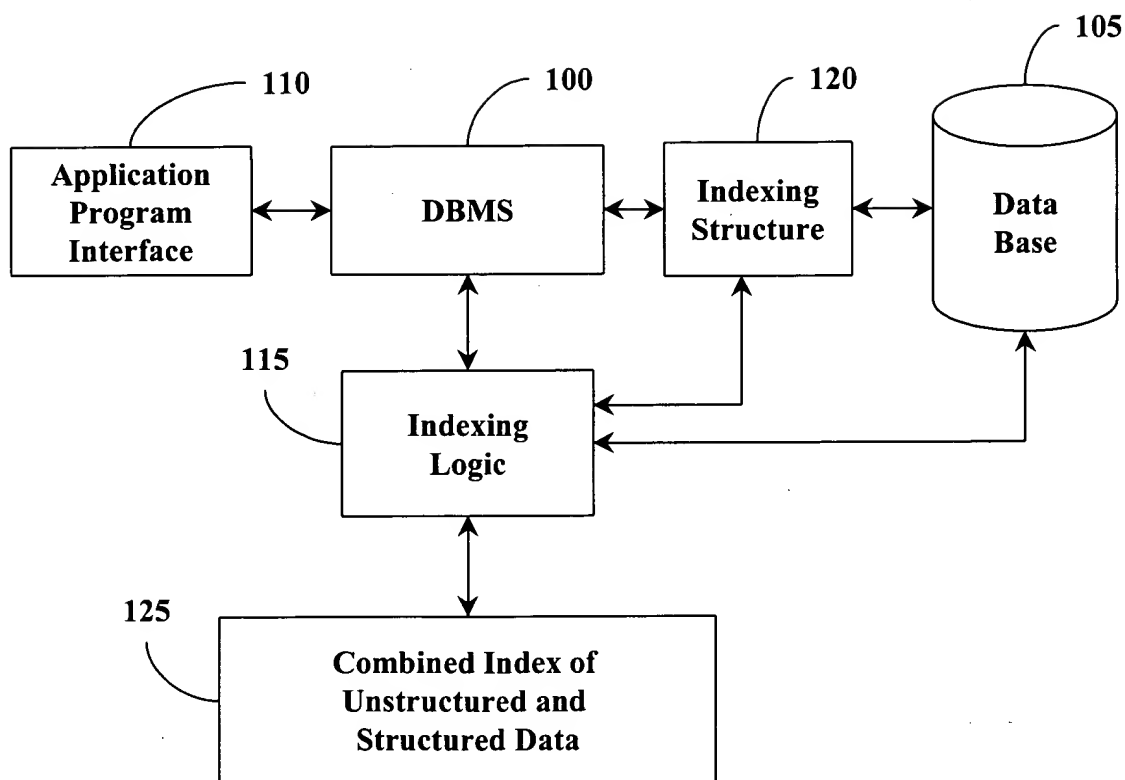 105
110
100
120
Application
Program
Interface
DBMS
Indexing
Structure
Data
Base
115
Indexing
Logic
125
Combined Index of
Unstructured and
Structured Data